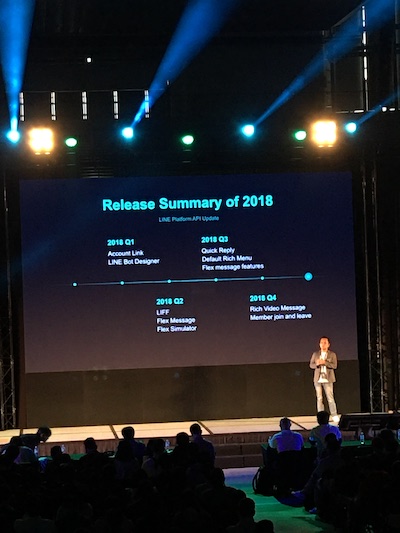 Release Summary of 2018
LINE Platform API Update
2018 Q1
Account Link
LINE Bot Designer
2018 Q3
Quick Reply
Default Rich Menu
Flex message features
2018 Q2
LIFF
Flex Message
Flex Simulator
2018 Q4
Rich Video Message
Member join and leave